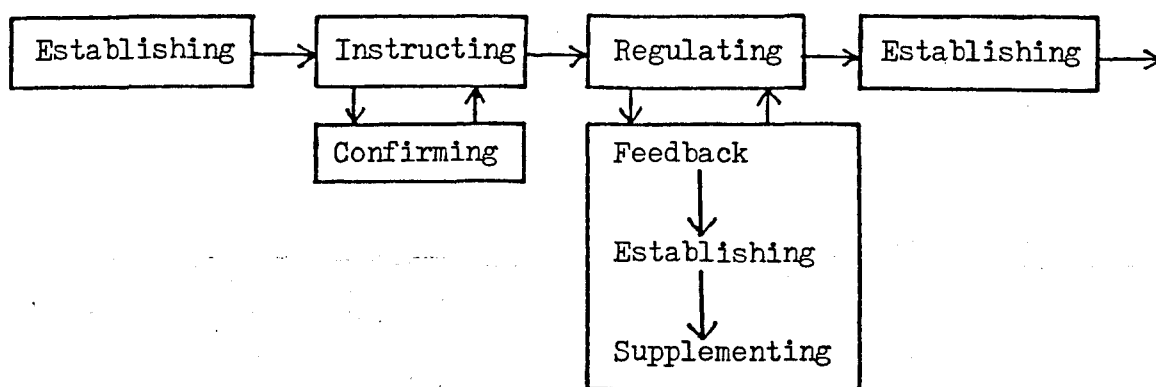 Establishing Instructing Regulating Establishing
Confirming
Feedback
Establishing
Supplementing